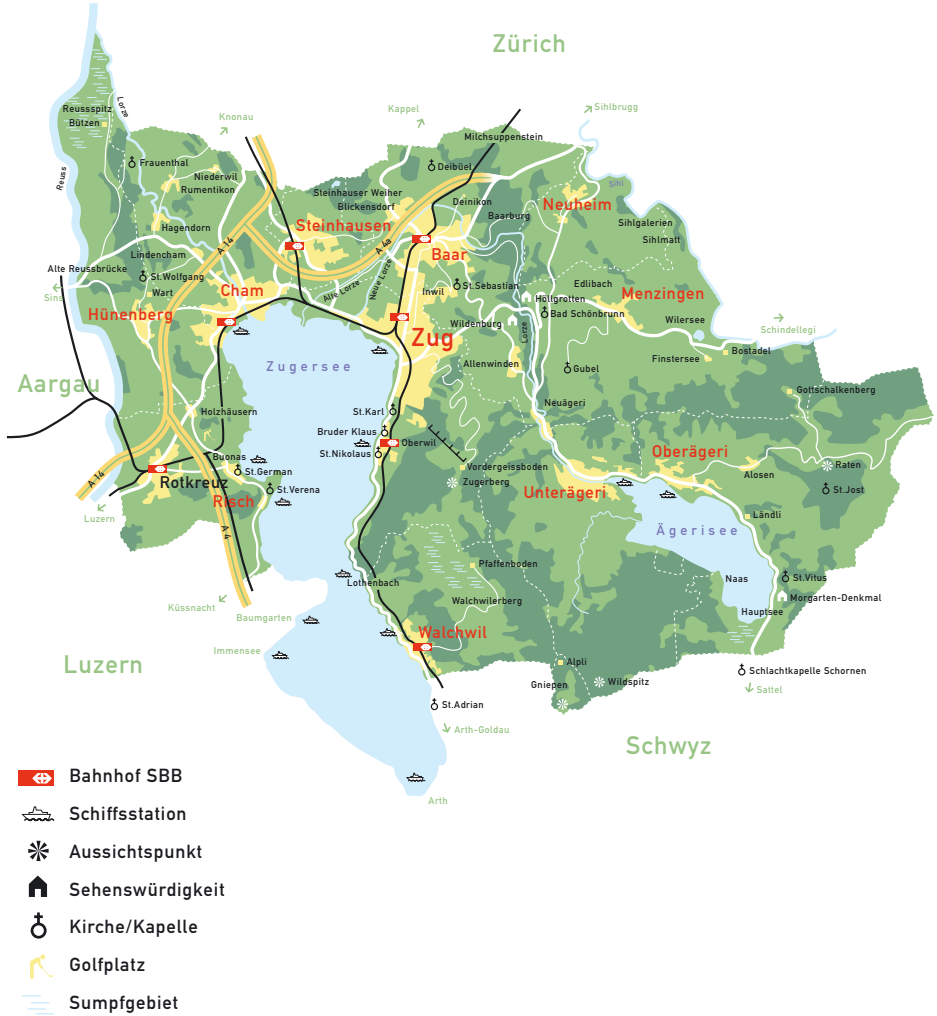 Zürich
Kappel
Sihlbrugg
Knonau
Reussspitz
Bützen
Lorze
Milchsuppenstein
Frauenthal
Deibüel
Niederwil
Rumentikon
Reuss
Steinhauser Weiher
Blickensdorf
Deinikon
Baarburg
Sihl
Neuheim
Sihlgalerien
Sihlmatt
Hagendorn
Steinhausen
A 14
A 4a
Baar
Lindencham
Alte Reussbrücke
St.Wolfgang
Sins
Wart
Cham
Alte Lorze
Neue Lorze
Inwil
St.Sebastian
Edlibach
Menzingen
Höllgrotten
Bad Schönbrunn
Hünenberg
Wildenburg
Lorze
Wilersee
Schindellegi
Zug
Zugersee
Allenwinden
Gubel
Finstersee
Bostadel
Aargau
Gottschalkenberg
Holzhäusern
St.Karl
Neuägeri
Bruder Klaus
Oberwil
St.Nikolaus
Buonas
St.German
Rotkreuz
Risch
St.Verena
A 14
Luzern
A 4
Vordergeissboden
Zugerberg
Unterägeri
Oberägeri
Alosen
Raten
St.Jost
Ländli
Ägerisee
Pfaffenboden
Lothenbach
Walchwilerberg
Naas
St.Vitus
Morgarten-Denkmal
Hauptsee
Küssnacht
Baumgarten
Immensee
Walchwil
Luzern
Alpli
Gniepen
Wildspitz
Schlachtkapelle Schornen
Sattel
St.Adrian
Arth-Goldau
Schwyz
Arth
Bahnhof SBB
Schiffsstation
Aussichtspunkt
Sehenswürdigkeit
Kirche/Kapelle
Golfplatz
Sumpfgebiet